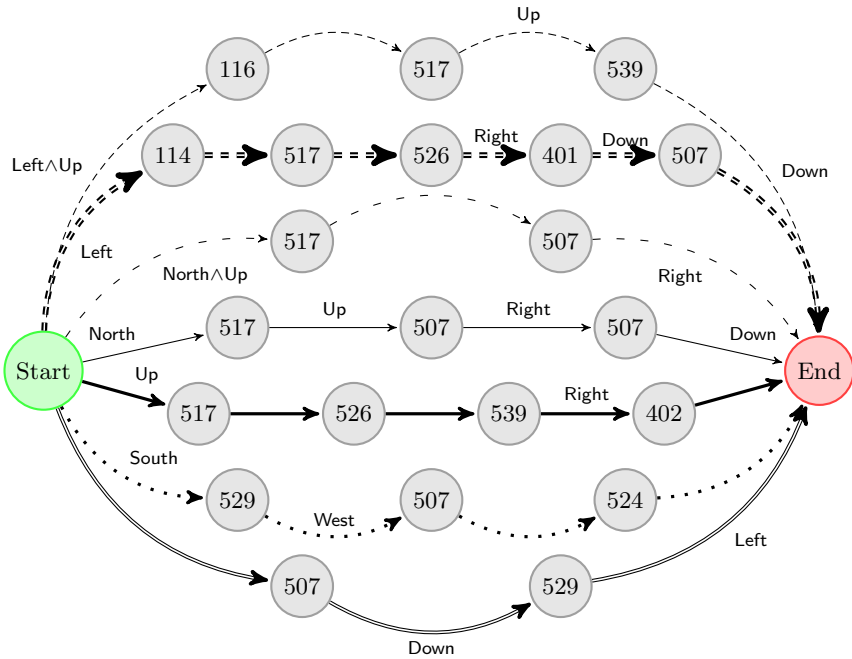 Up
116
517
539
Left∧Up
Right
Down
114
517
526
401
507
Down
Left
517
507
North∧Up
Right
North
517
Up
507
Right
507
Down
Start
End
Up
517
526
539
Right
402
South
529
West
507
524
507
529
Left
Down